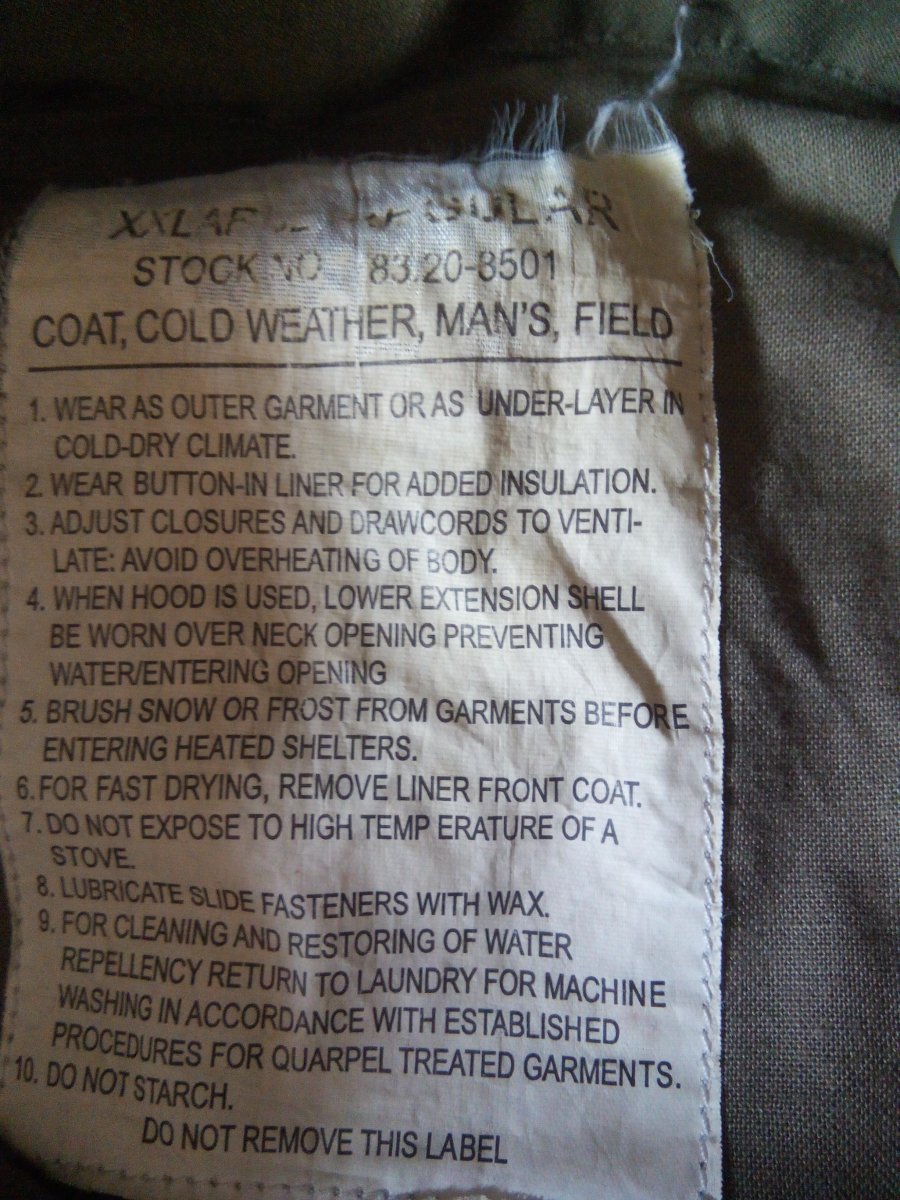 STOCK NO 83.20-8501
COAT, COLD WEATHER, MAN'S, FIELD
1. WEAR AS OUTER GARMENT OR AS UNDER-LAYER IN
COLD-DRY CLIMATE.
2. WEAR BUTTON-IN LINER FOR ADDED INSULATION.
3. ADJUST CLOSURES AND DRAWCORDS TO VENTI-
LATE: AVOID OVERHEATING OF BODY.
4. WHEN HOOD IS USED, LOWER EXTENSION SHELL
BE WORN OVER NECK OPENING PREVENTING
WATER/ENTERING OPENING
5. BRUSH SNOW OR FROST FROM GARMENTS BEFORE
ENTERING HEATED SHELTERS.
6. FOR FAST DRYING, REMOVE LINER FRONT COAT.
7. DO NOT EXPOSE TO HIGH TEMP ERATURE OF A
STOVE.
8. LUBRICATE SLIDE FASTENERS WITH WAX.
9. FOR CLEANING AND RESTORING OF WATER
REPELLENCY RETURN TO LAUNDRY FOR MACHINE
WASHING IN ACCORDANCE WITH ESTABLISHED
PROCEDURES FOR QUARPEL TREATED GARMENTS.
10. DO NOT STARCH.
DO NOT REMOVE THIS LABEL